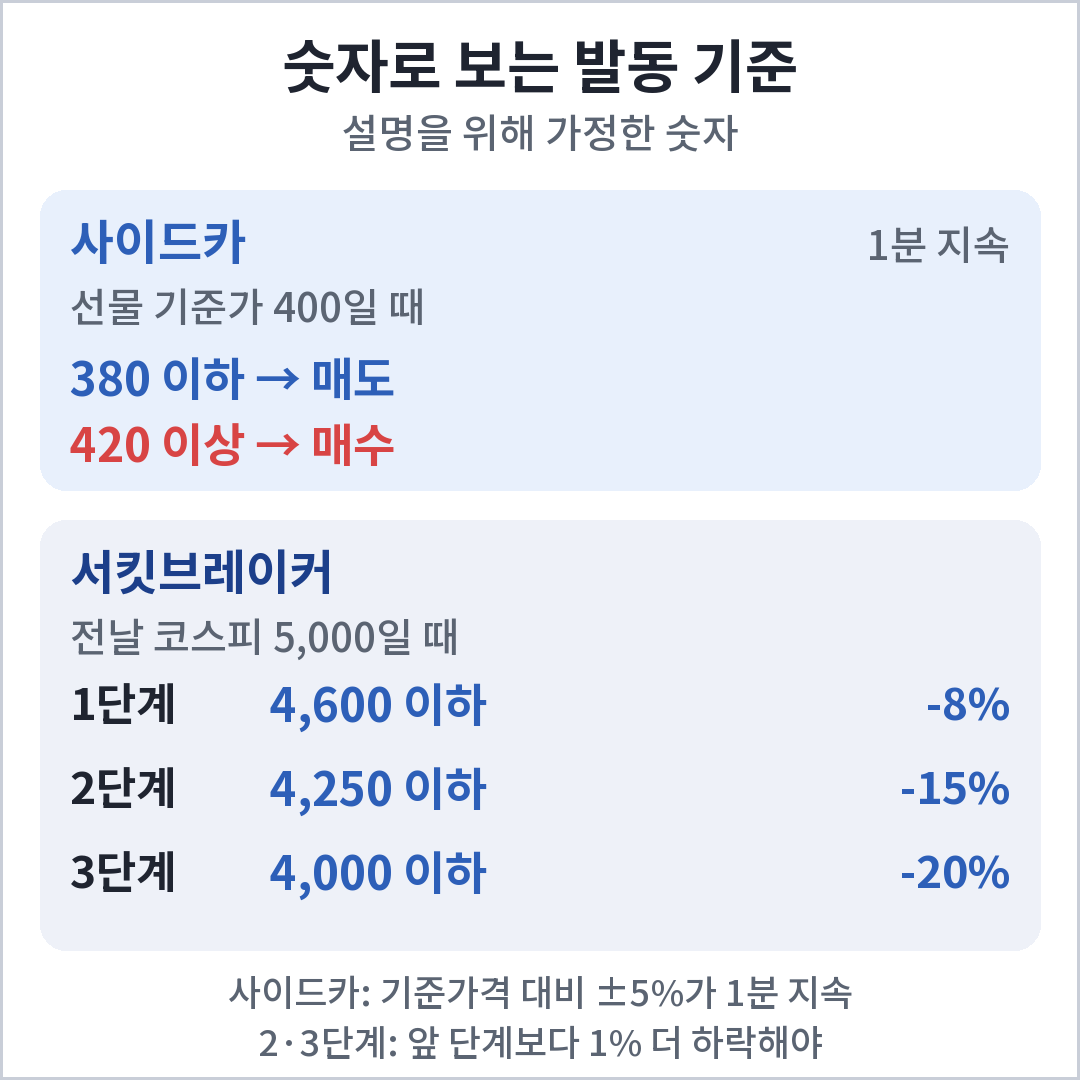 숫자로 보는 발동 기준
설명을 위해 가정한 숫자
사이드카 1분 지속
선물 기준가 400일 때
380 이하 → 매도
420 이상 → 매수
서킷브레이커
전날 코스피 5,000일 때
1단계 4,600 이하 -8%
2단계 4,250 이하 -15%
3단계 4,000 이하 -20%
사이드카: 기준가격 대비 ±5%가 1분 지속
2·3단계: 앞 단계보다 1% 더 하락해야